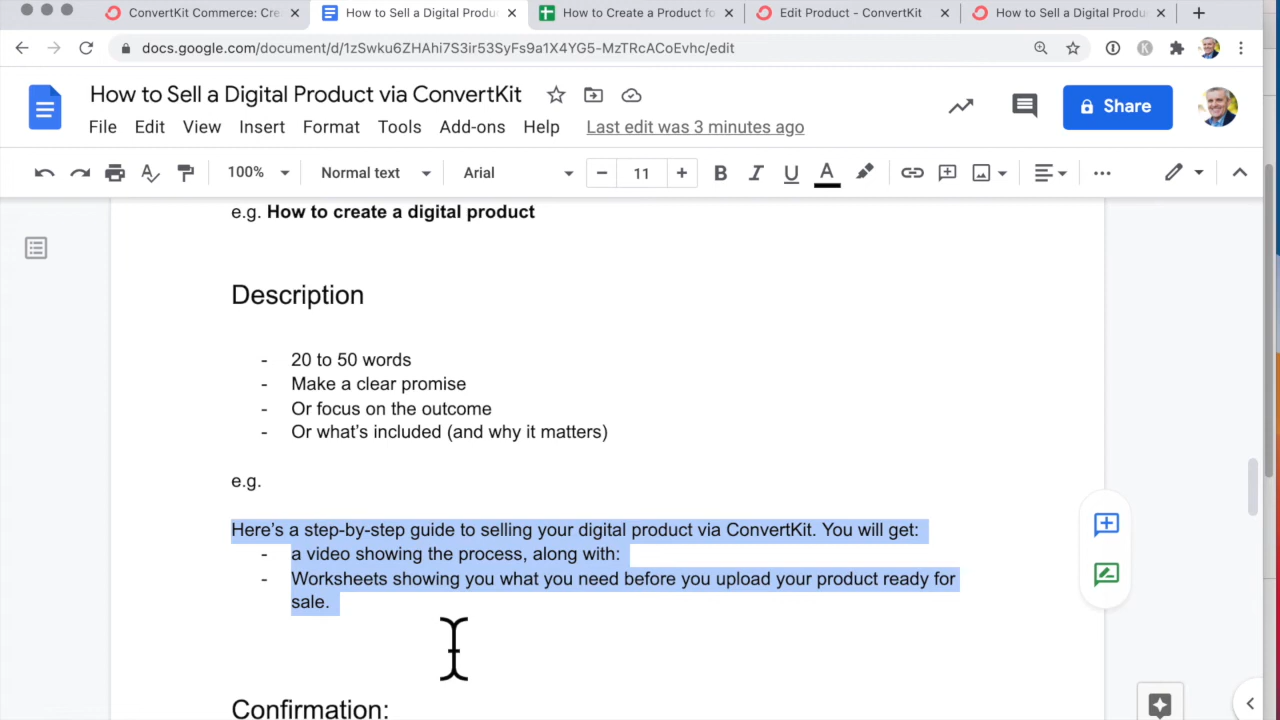 ConvertKit Commerce: Cre
How to Sell a Digital Produ
How to Create a Product fo
Edit Product - ConvertKit
How to Sell a Digital Produ
docs.google.com/document/d/1zSwku6ZHAhi7S3ir53SyFs9a1X4YG5-MzTRcACoEvhc/edit
How to Sell a Digital Product via ConvertKit
Share
File Edit View Insert Format Tools Add-ons Help Last edit was 3 minutes ago
100% Normal text Arial 11 B I U A
e.g. How to create a digital product
Description
- 20 to 50 words
- Make a clear promise
- Or focus on the outcome
- Or what's included (and why it matters)
e.g.
Here's a step-by-step guide to selling your digital product via ConvertKit. You will get:
- a video showing the process, along with:
- Worksheets showing you what you need before you upload your product ready for
sale.
Confirmation: